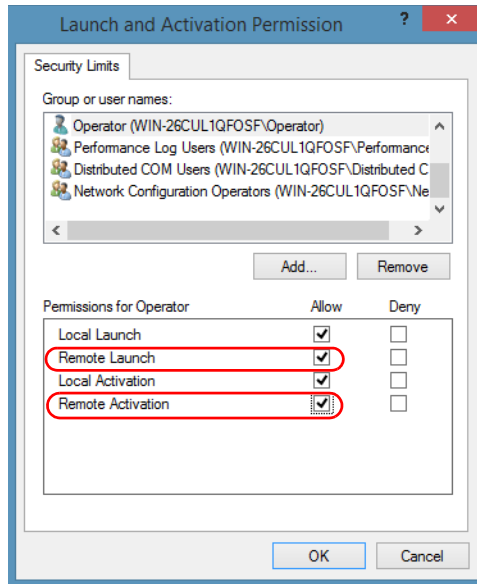 Launch and Activation Permission ?
Security Limits
Group or user names:
Operator (WIN-26CUL1QFOSF\Operator)
Performance Log Users (WIN-26CUL1QFOSF\Performance
Distributed COM Users (WIN-26CUL1QFOSF\Distributed C
Network Configuration Operators (WIN-26CUL1QFOSF\Ne
Add... Remove
Permissions for Operator Allow Deny
Local Launch
Remote Launch
Local Activation
Remote Activation
OK Cancel